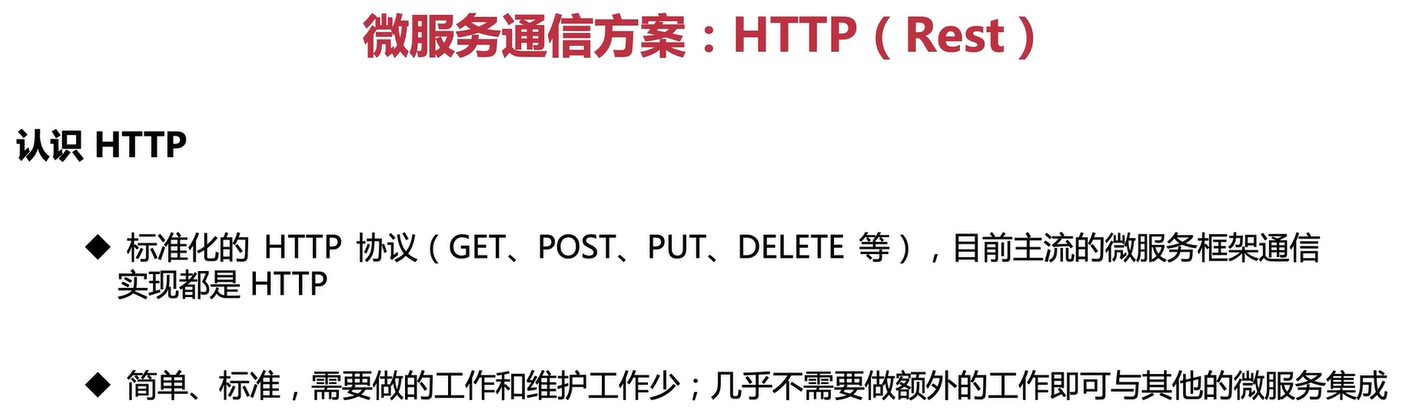 微服务通信方案：HTTP（Rest）
认识 HTTP
◆ 标准化的 HTTP 协议（GET、POST、PUT、DELETE 等），目前主流的微服务框架通信
实现都是 HTTP
◆ 简单、标准，需要做的工作和维护工作少；几乎不需要做额外的工作即可与其他的微服务集成